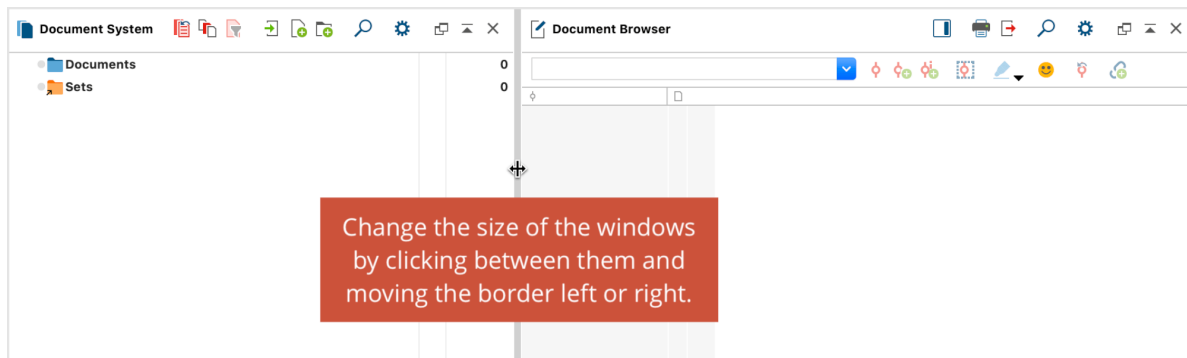 Document System
Document Browser
Documents 0
Sets 0
Change the size of the windows
by clicking between them and
moving the border left or right.